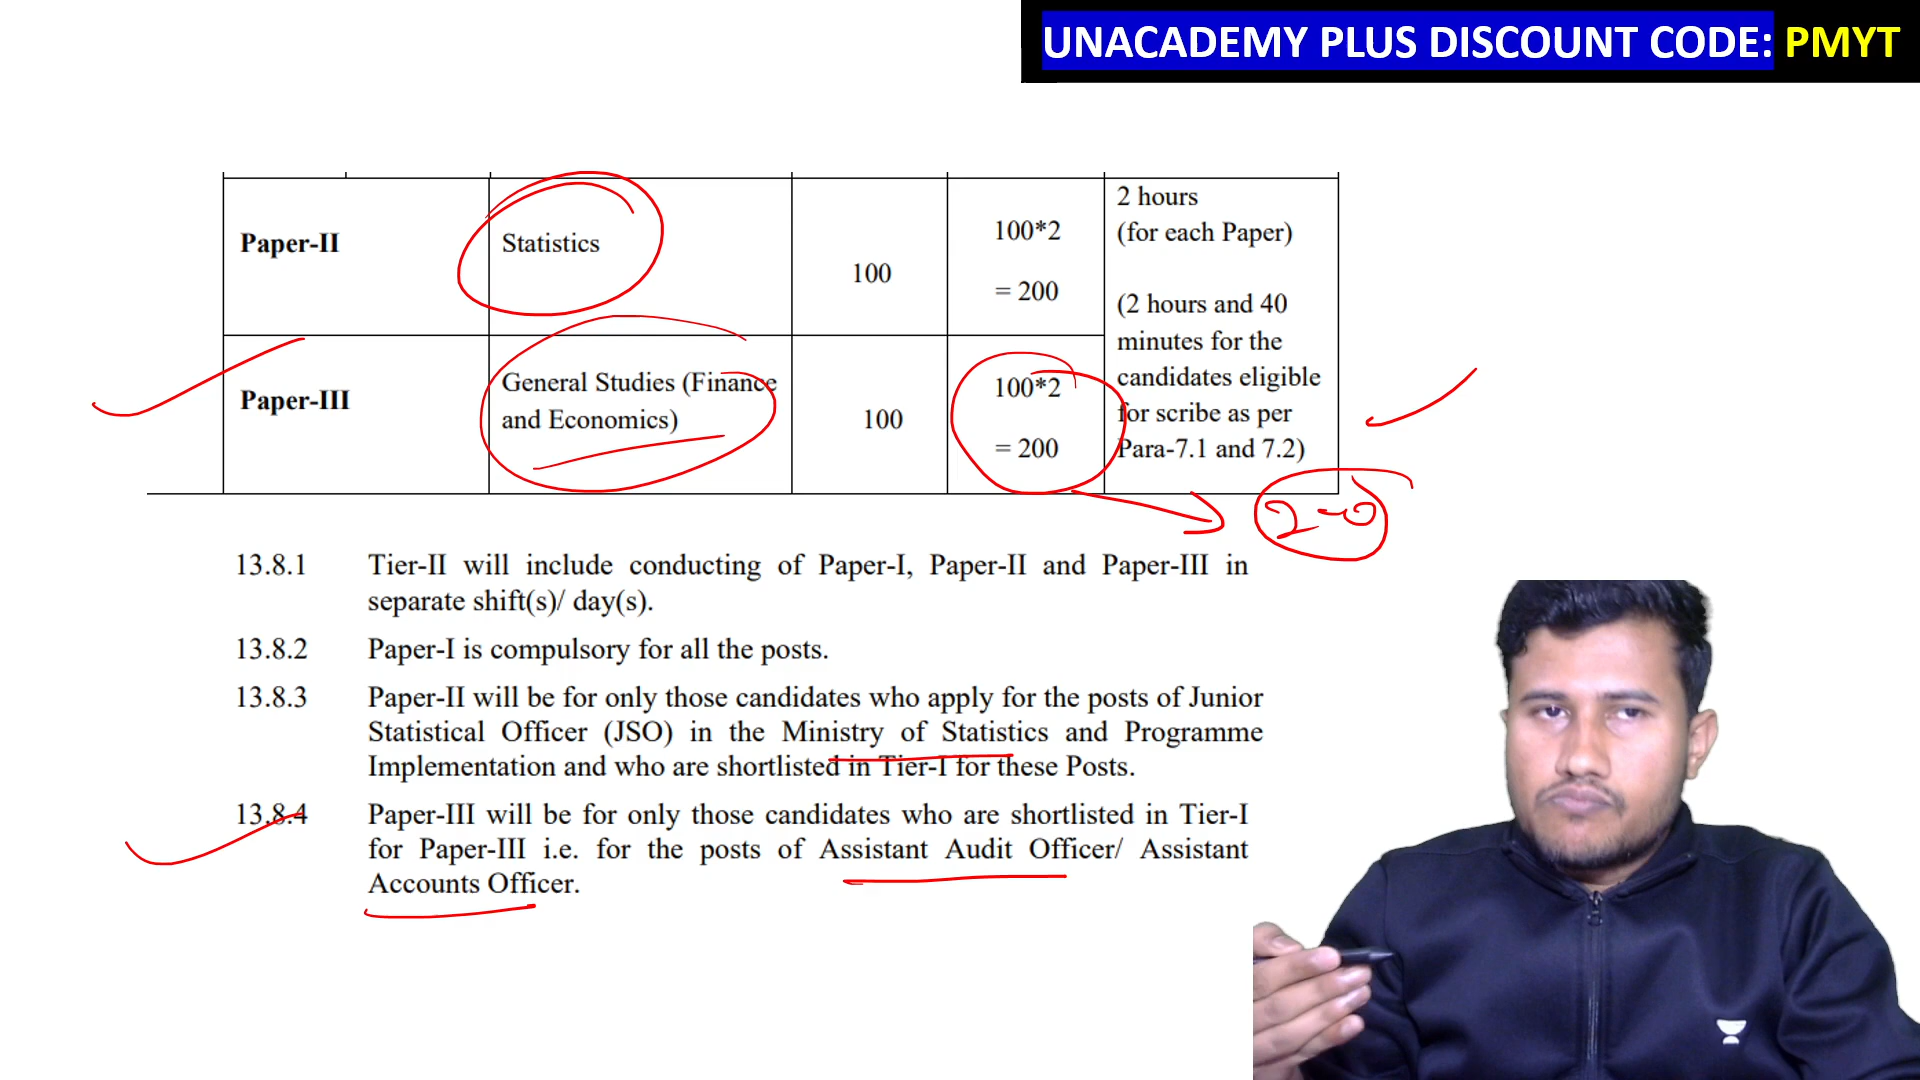 UNACADEMY PLUS DISCOUNT CODE: PMYT
Paper-II
Statistics
100
100*2
= 200
2 hours
(for each Paper)
(2 hours and 40
minutes for the
candidates eligible
for scribe as per
Para-7.1 and 7.2)
Paper-III
General Studies (Finance
and Economics)
100
100*2
= 200
13.8.1 Tier-II will include conducting of Paper-I, Paper-II and Paper-III in
separate shift(s)/ day(s).
13.8.2 Paper-I is compulsory for all the posts.
13.8.3 Paper-II will be for only those candidates who apply for the posts of Junior
Statistical Officer (JSO) in the Ministry of Statistics and Programme
Implementation and who are shortlisted in Tier-I for these Posts.
13.8.4 Paper-III will be for only those candidates who are shortlisted in Tier-I
for Paper-III i.e. for the posts of Assistant Audit Officer/ Assistant
Accounts Officer.